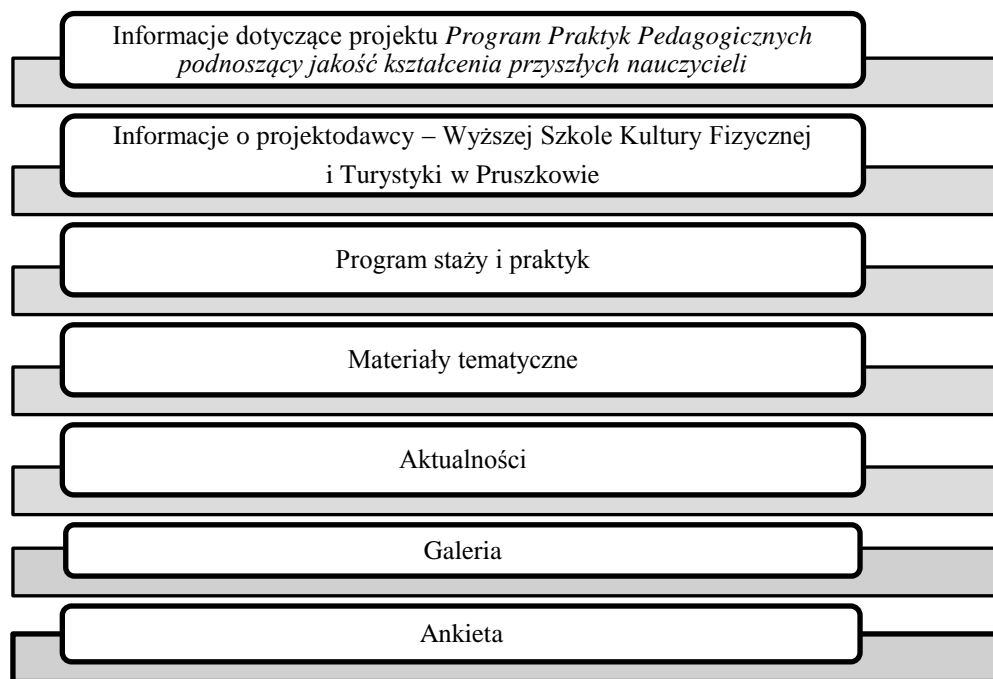 Informacje dotyczące projektu Program Praktyk Pedagogicznych
podnoszący jakość kształcenia przyszłych nauczycieli
Informacje o projektodawcy – Wyższej Szkole Kultury Fizycznej
i Turystyki w Pruszkowie
Program staży i praktyk
Materiały tematyczne
Aktualności
Galeria
Ankieta